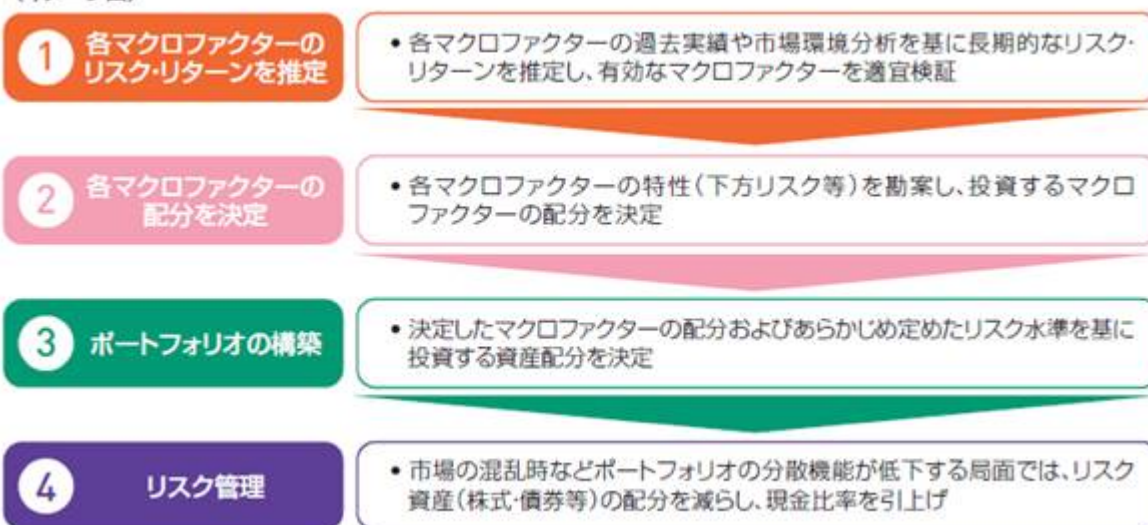 1
各マクロファクターの
リスク・リターンを推定
• 各マクロファクターの過去実績や市場環境分析を基に長期的なリスク・
リターンを推定し、有効なマクロファクターを適宜検証
2
各マクロファクターの
配分を決定
• 各マクロファクターの特性(下方リスク等)を勘案し、投資するマクロ
ファクターの配分を決定
3
ポートフォリオの構築
• 決定したマクロファクターの配分およびあらかじめ定めたリスク水準を基に
投資する資産配分を決定
4
リスク管理
• 市場の混乱時などポートフォリオの分散機能が低下する局面では、リスク
資産(株式・債券等)の配分を減らし、現金比率を引上げ